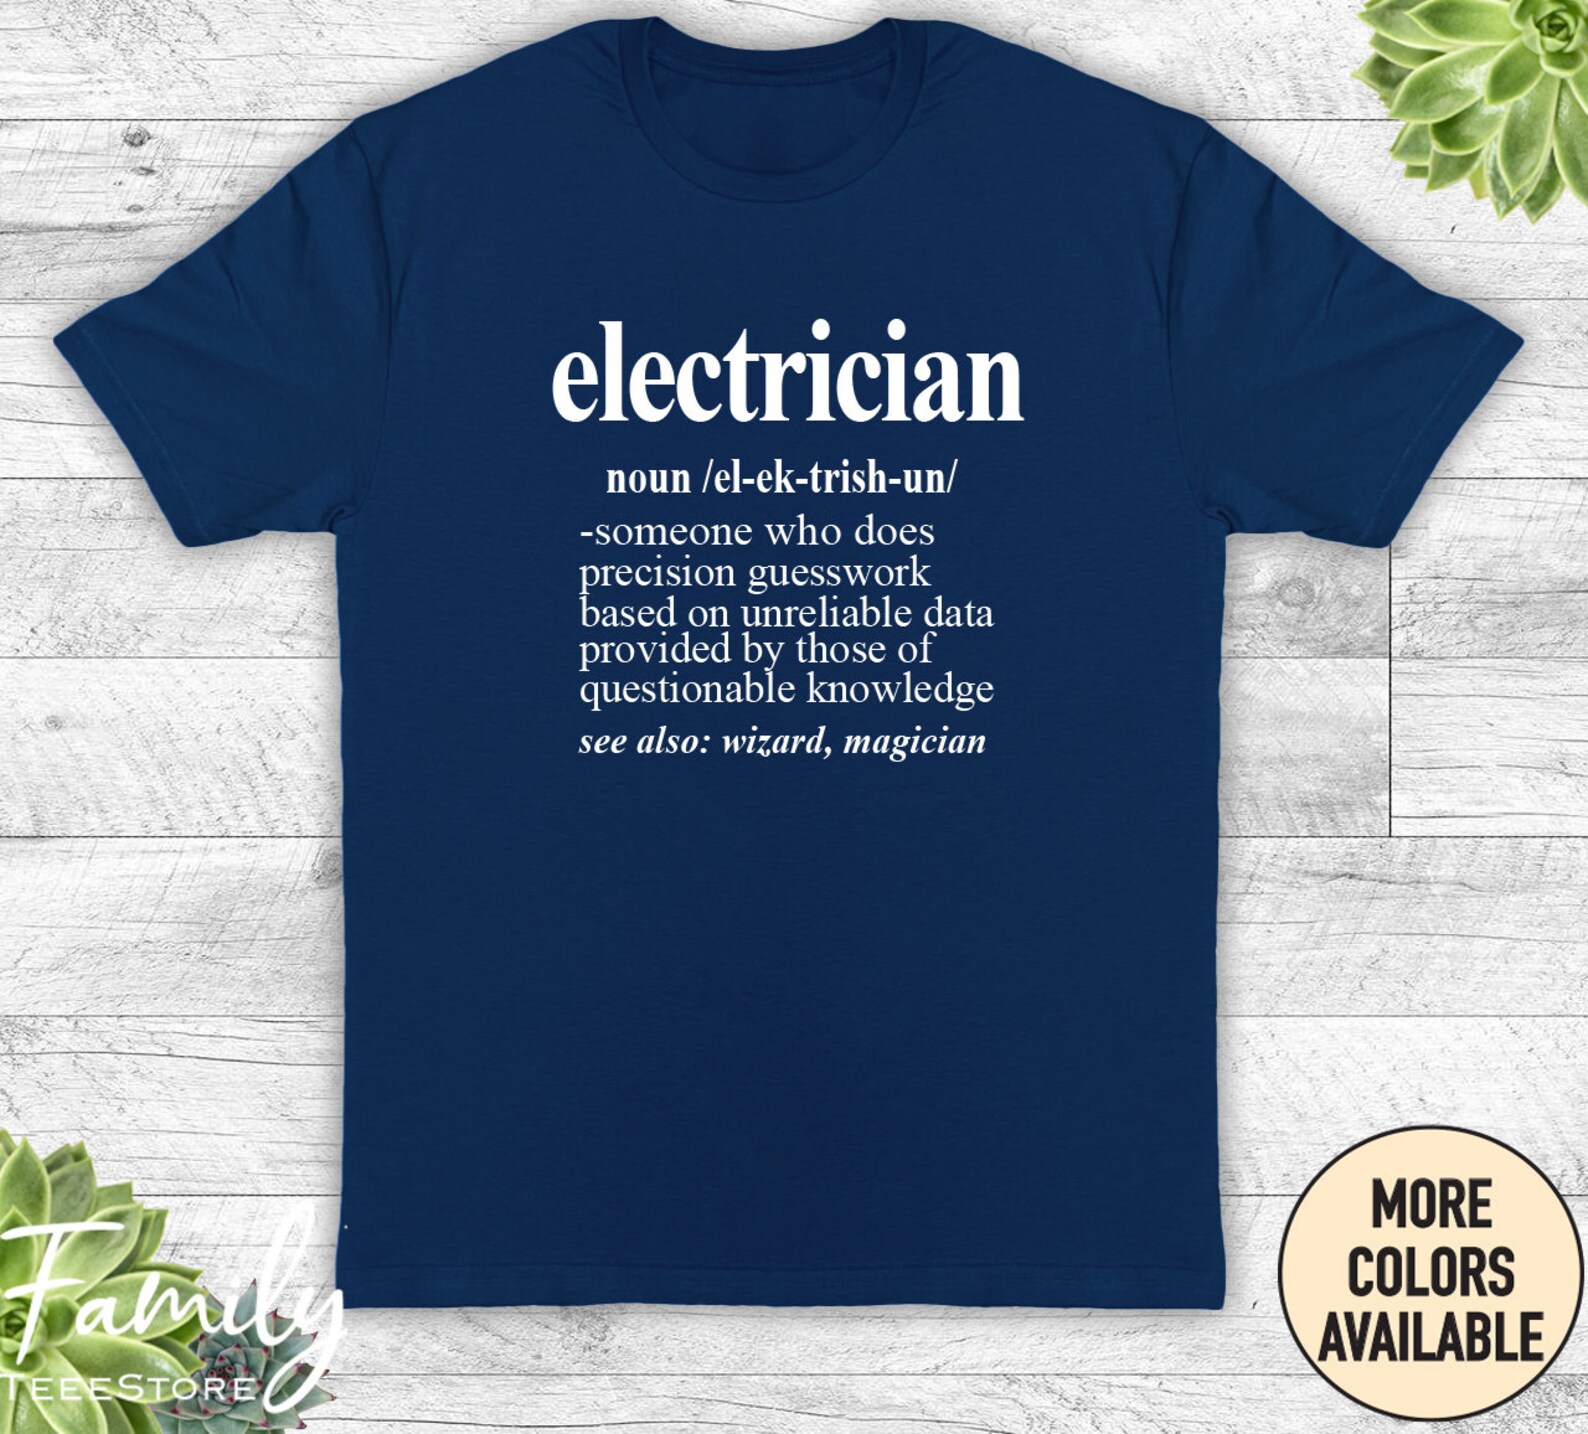 electrician
noun /el-ek-trish-un/
-someone who does
precision guesswork
based on unreliable data
provided by those of
questionable knowledge
see also: wizard, magician
MORE
COLORS
AVAILABLE
Family
TEEESTORE